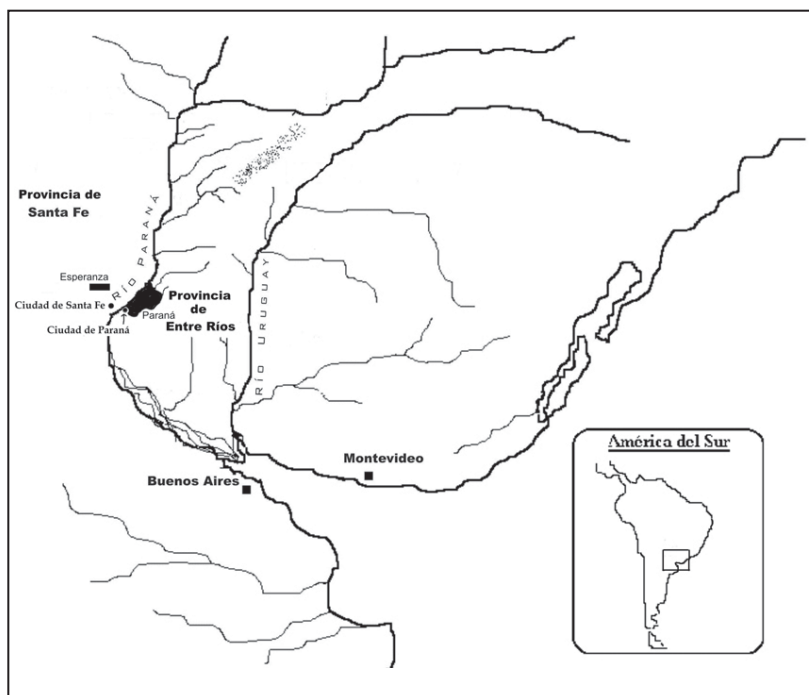 Provincia de
Santa Fe
RÍO PARANÁ
Esperanza
Ciudad de Santa Fe
Ciudad de Paraná
Paraná
Provincia
de
Entre Ríos
RÍO URUGUAY
Montevideo
Buenos Aires
América del Sur